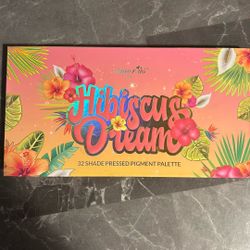 Hibiscus
Dream
32 SHADE PRESSED PIGMENT PALETTE